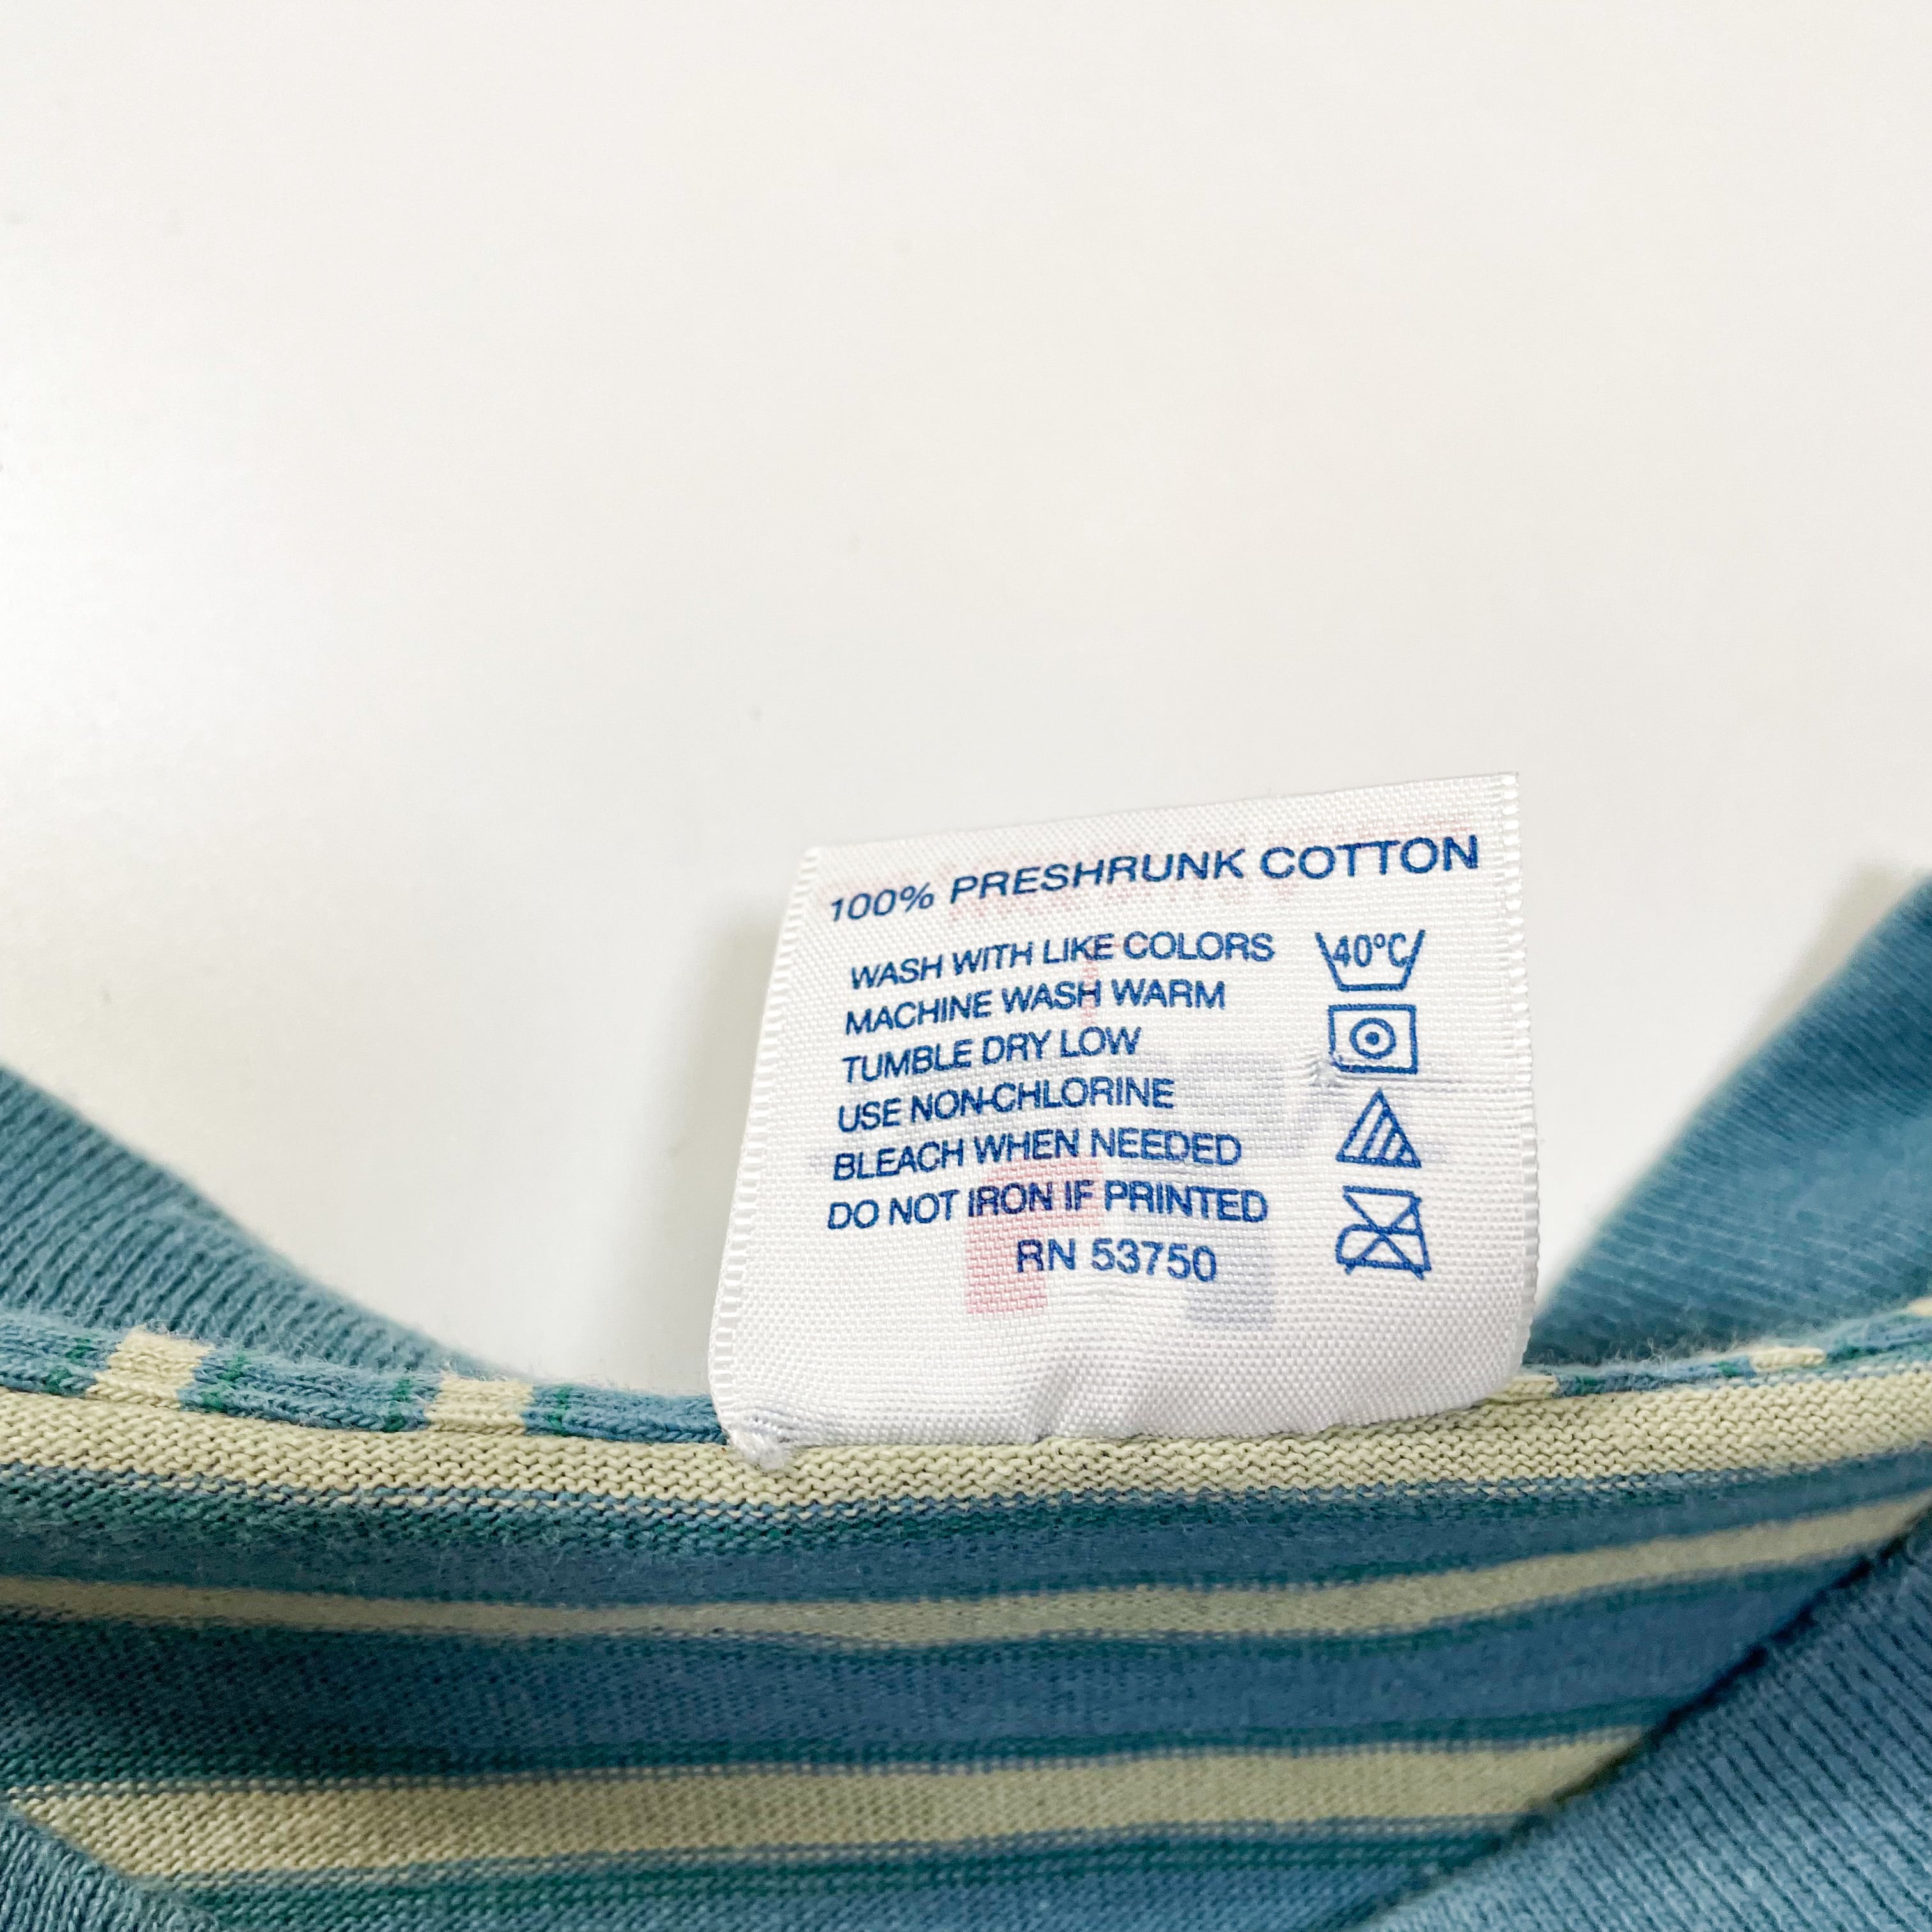 100% PRESHRUNK COTTON
WASH WITH LIKE COLORS
MACHINE WASH WARM
TUMBLE DRY LOW
USE NON-CHLORINE
BLEACH WHEN NEEDED
DO NOT IRON IF PRINTED
RN 53750
40°C